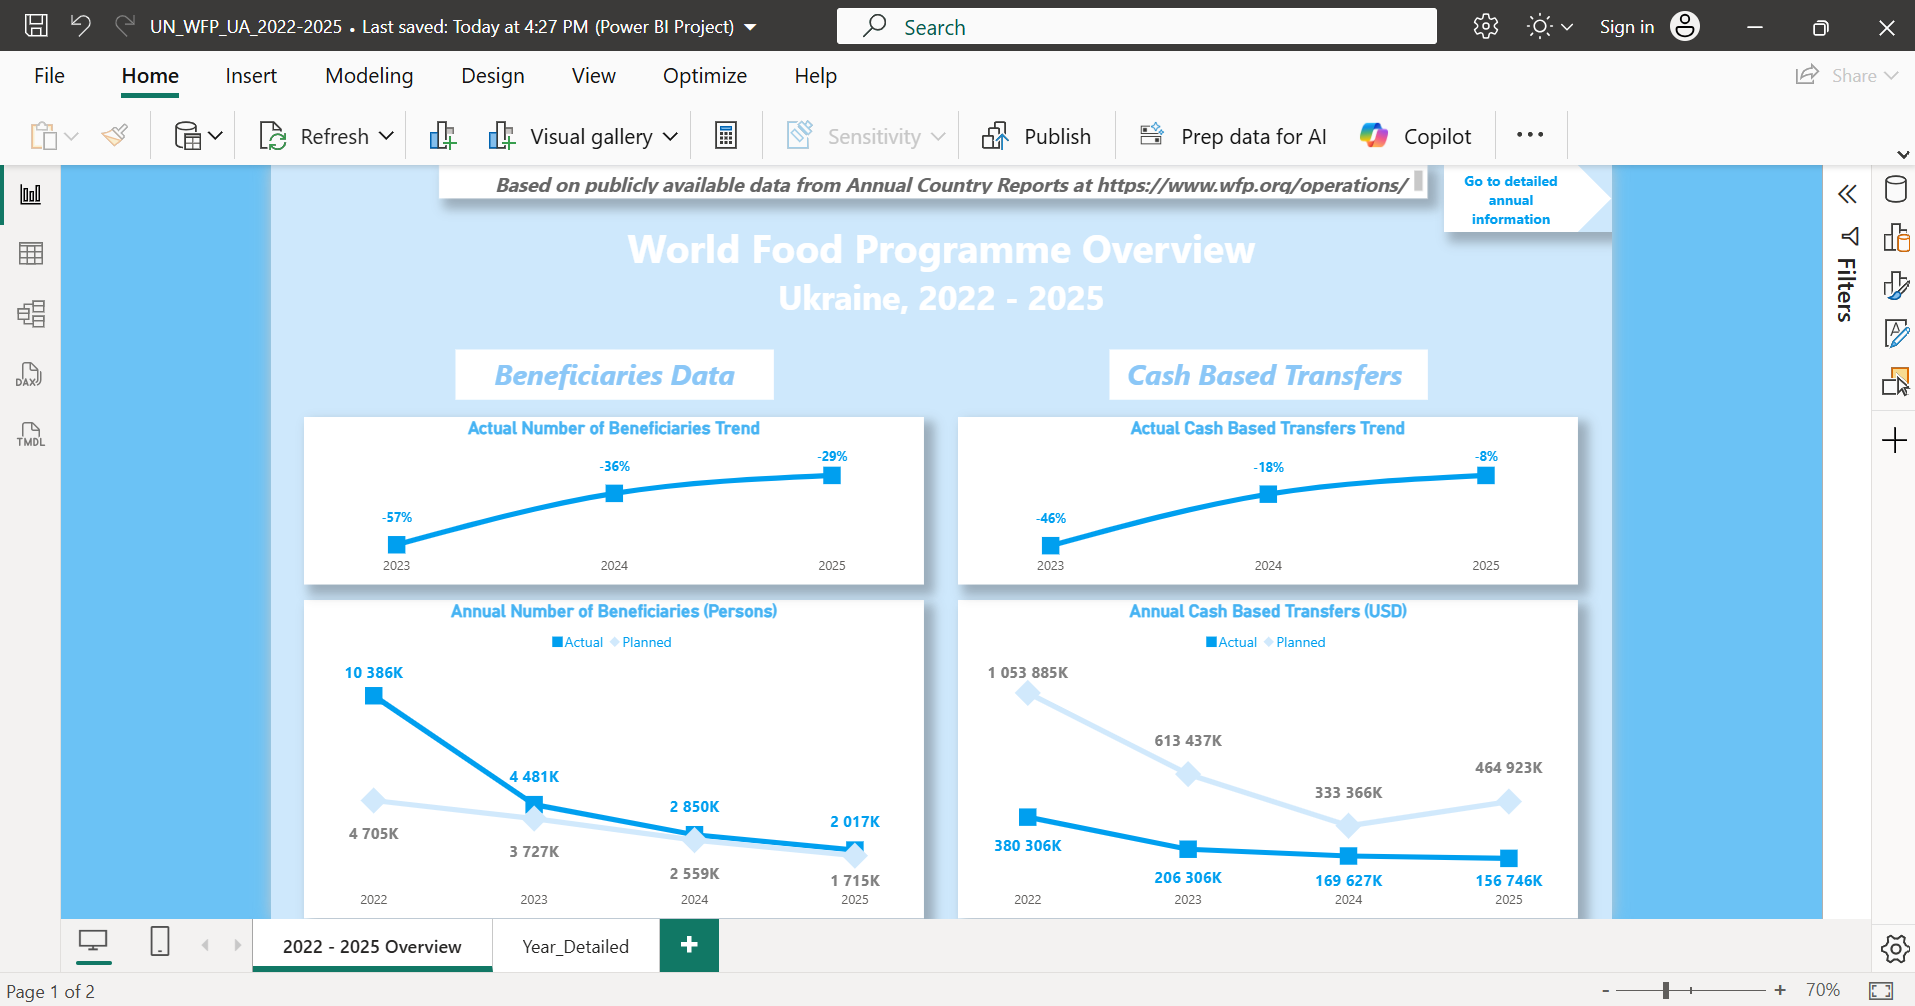 UN_WFP_UA_2022-2025 • Last saved: Today at 4:27 PM (Power BI Project)
Search
Sign in
File Home Insert Modeling Design View Optimize Help
Share
Refresh
Visual gallery
Sensitivity
Publish
Prep data for AI
Copilot
Based on publicly available data from Annual Country Reports at https://www.wfp.org/operations/
Go to detailed
annual
information
World Food Programme Overview
Ukraine, 2022 - 2025
Beneficiaries Data
Cash Based Transfers
Actual Number of Beneficiaries Trend
-57%
-36%
-29%
2023 2024 2025
Actual Cash Based Transfers Trend
-46%
-18%
-8%
2023 2024 2025
Annual Number of Beneficiaries (Persons)
Actual Planned
10 386K
4 481K
2 850K
2 017K
4 705K
3 727K
2 559K
1 715K
2022 2023 2024 2025
Annual Cash Based Transfers (USD)
Actual Planned
1 053 885K
613 437K
333 366K
464 923K
380 306K
206 306K
169 627K
156 746K
2022 2023 2024 2025
Filters
DAX
TMDL
2022 - 2025 Overview
Year_Detailed
Page 1 of 2
70%